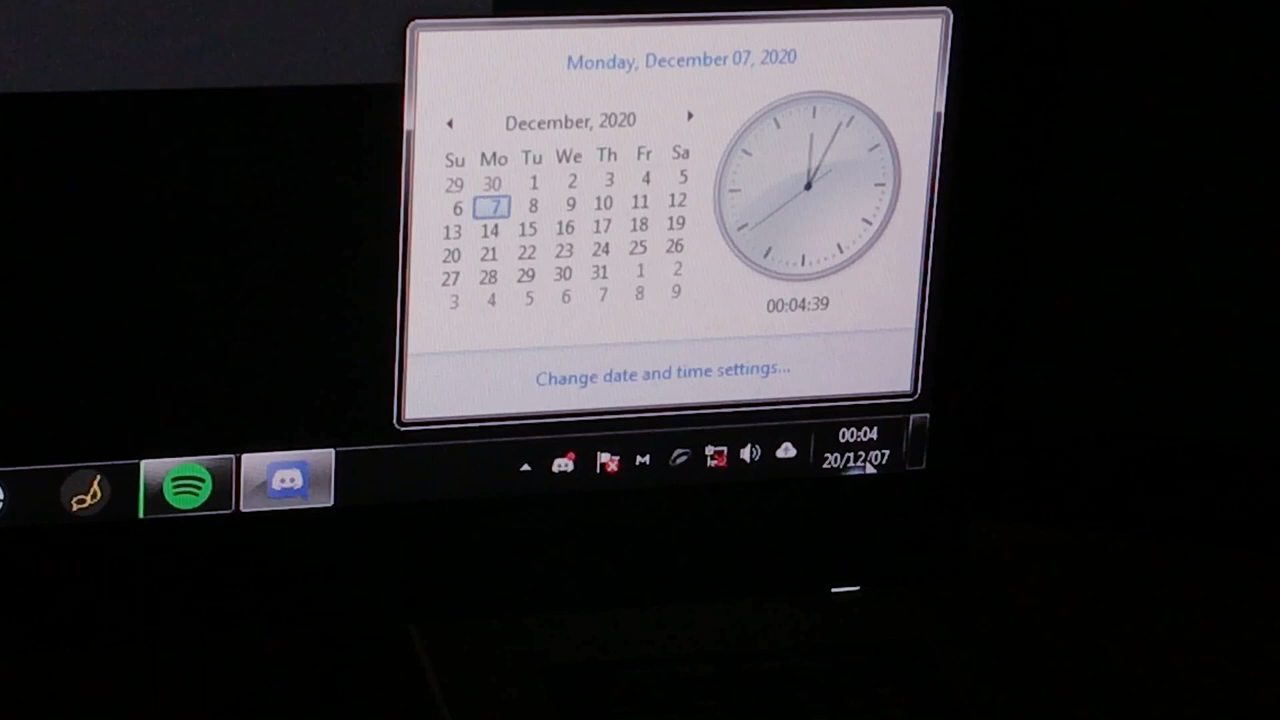 Monday, December 07, 2020
December, 2020
Su Mo Tu We Th Fr Sa
29 30 1 2 3 4 5
6 7 8 9 10 11 12
13 14 15 16 17 18 19
20 21 22 23 24 25 26
27 28 29 30 31 1 2
3 4 5 6 7 8 9
00:04:39
Change date and time settings...
00:04
20/12/07